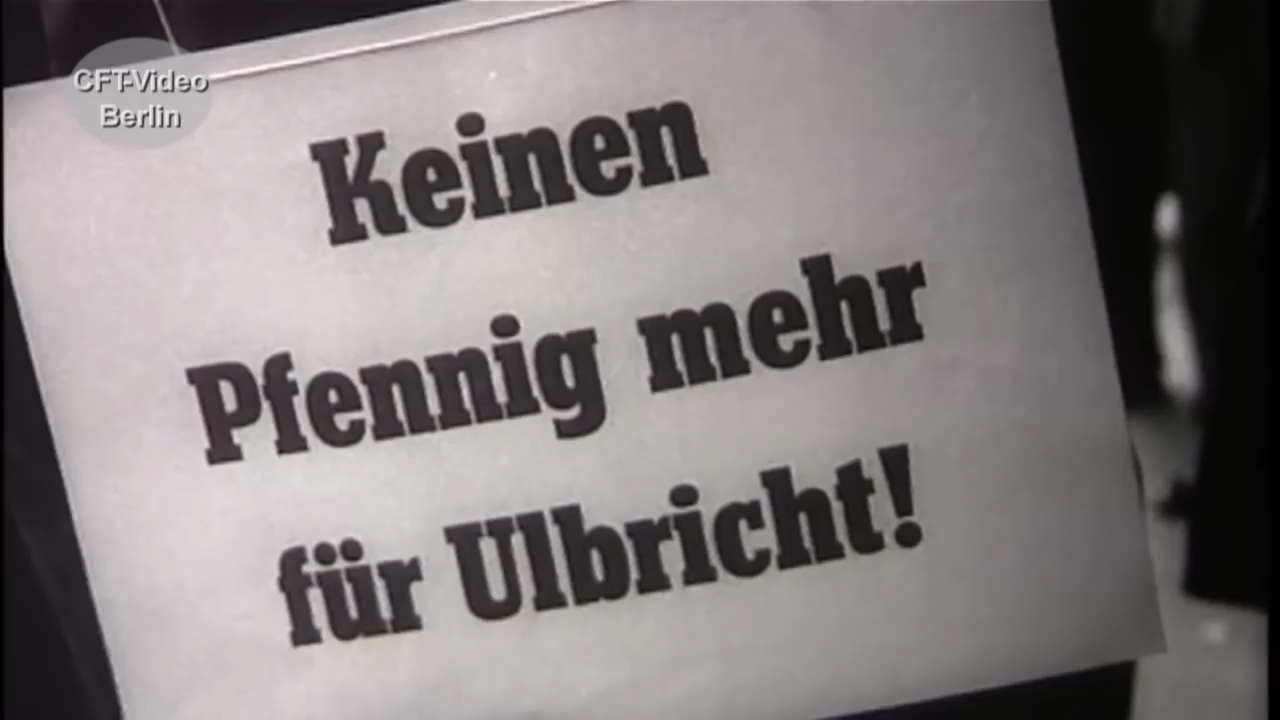 CFT-Video
Berlin
Keinen
Pfennig mehr
für Ulbricht!